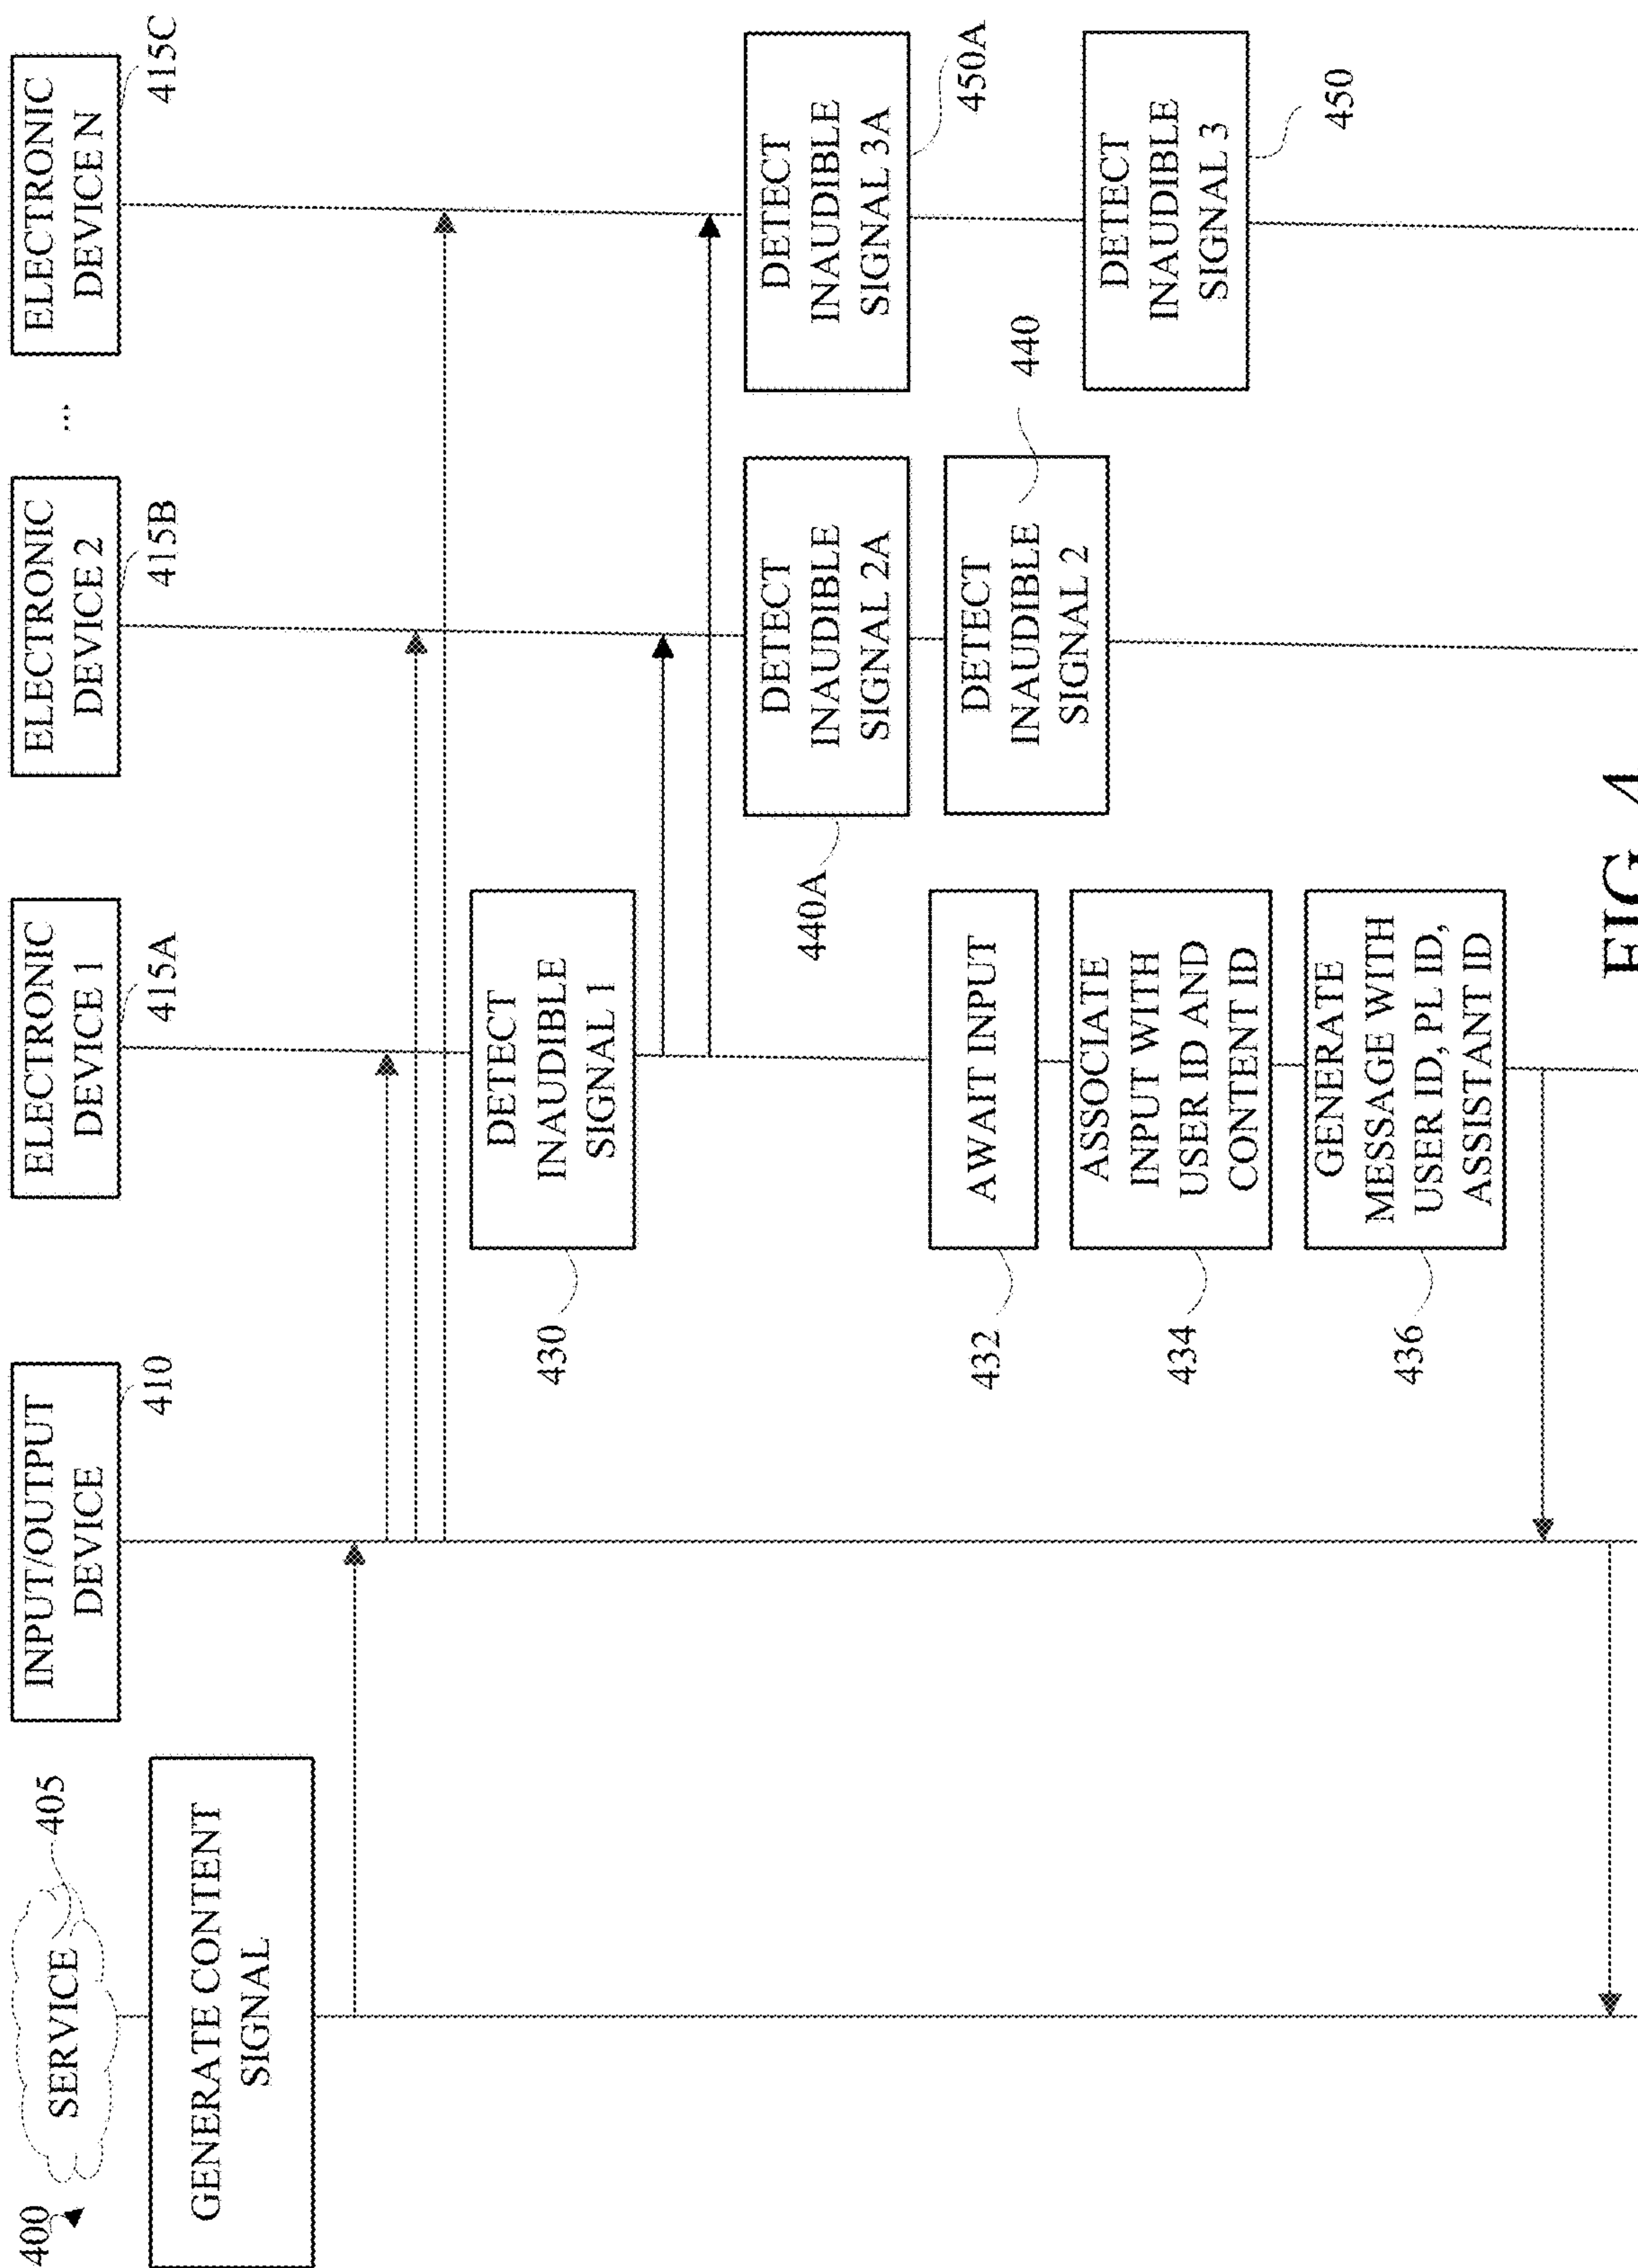 400
SERVICE
405
INPUT/OUTPUT
DEVICE
410
ELECTRONIC
DEVICE 1
415A
ELECTRONIC
DEVICE 2
415B
...
ELECTRONIC
DEVICE N
415C
GENERATE CONTENT
SIGNAL
DETECT
INAUDIBLE
SIGNAL 1
430
DETECT
INAUDIBLE
SIGNAL 2A
440A
DETECT
INAUDIBLE
SIGNAL 3A
450A
AWAIT INPUT
432
DETECT
INAUDIBLE
SIGNAL 2
440
ASSOCIATE
INPUT WITH
USER ID AND
CONTENT ID
434
DETECT
INAUDIBLE
SIGNAL 3
450
GENERATE
MESSAGE WITH
USER ID, PL ID,
ASSISTANT ID
436
FIG. 4